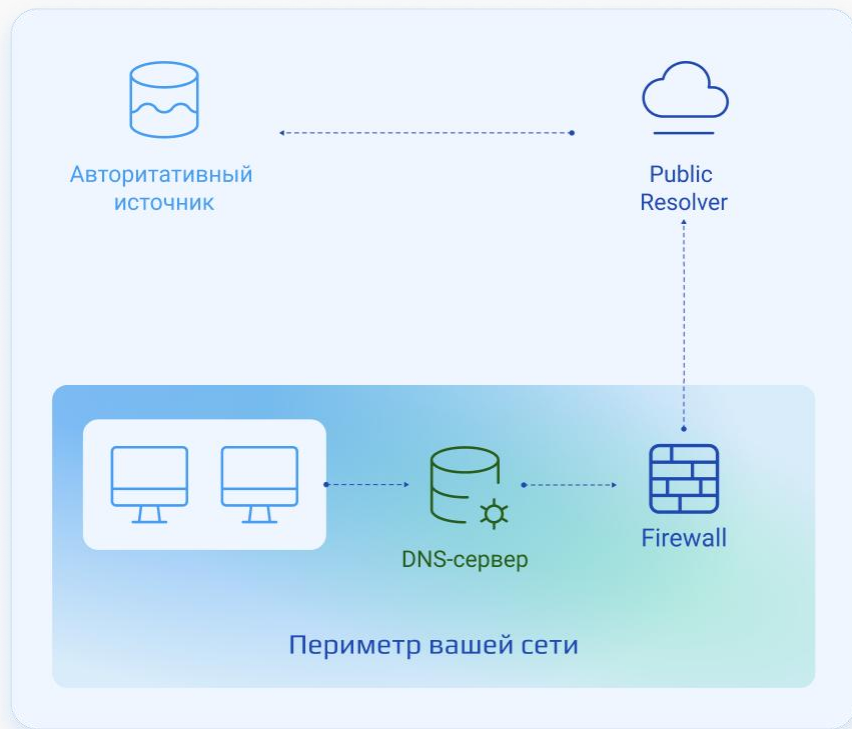 Авторитативный
источник
Public
Resolver
DNS-сервер
Firewall
Периметр вашей сети